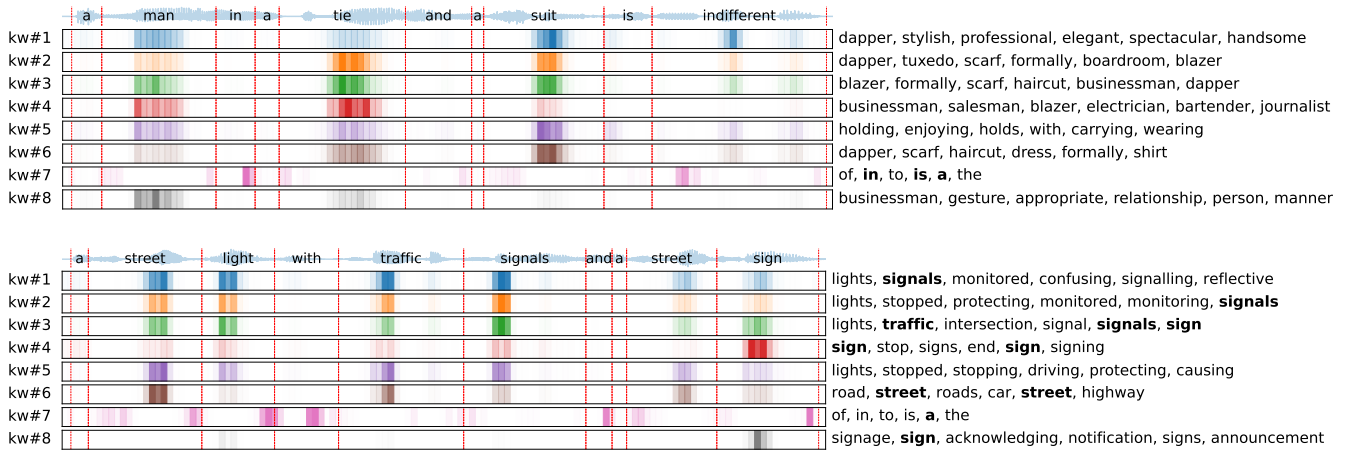 a man in a tie and a suit is indifferent
kw#1 dapper, stylish, professional, elegant, spectacular, handsome
kw#2 dapper, tuxedo, scarf, formally, boardroom, blazer
kw#3 blazer, formally, scarf, haircut, businessman, dapper
kw#4 businessman, salesman, blazer, electrician, bartender, journalist
kw#5 holding, enjoying, holds, with, carrying, wearing
kw#6 dapper, scarf, haircut, dress, formally, shirt
kw#7 of, in, to, is, a, the
kw#8 businessman, gesture, appropriate, relationship, person, manner
a street light with traffic signals and a street sign
kw#1 lights, signals, monitored, confusing, signalling, reflective
kw#2 lights, stopped, protecting, monitored, monitoring, signals
kw#3 lights, traffic, intersection, signal, signals, sign
kw#4 sign, stop, signs, end, sign, signing
kw#5 lights, stopped, stopping, driving, protecting, causing
kw#6 road, street, roads, car, street, highway
kw#7 of, in, to, is, a, the
kw#8 signage, sign, acknowledging, notification, signs, announcement